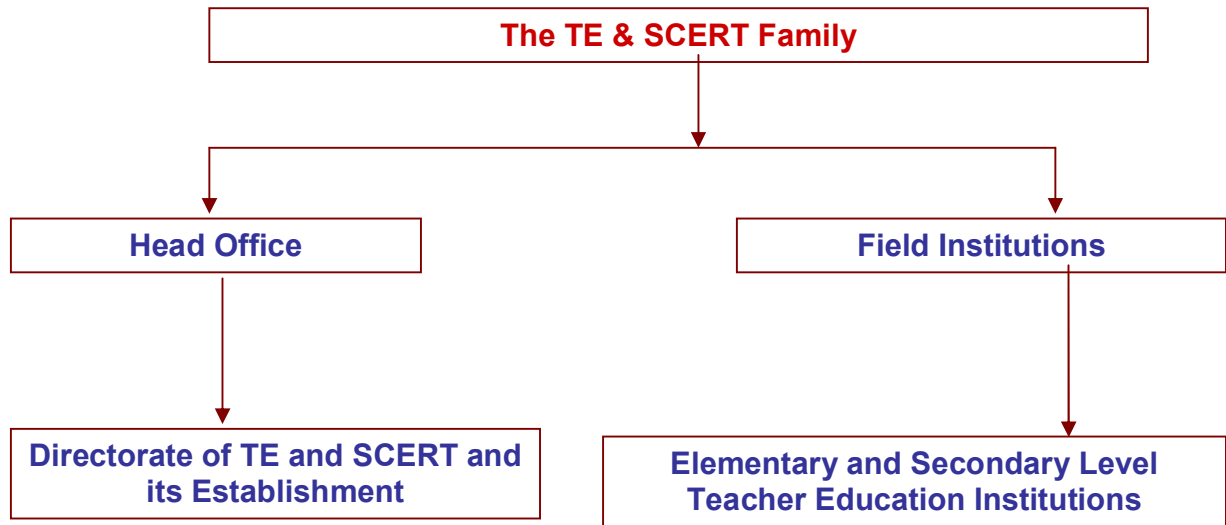 The TE & SCERT Family
Head Office
Field Institutions
Directorate of TE and SCERT and
its Establishment
Elementary and Secondary Level
Teacher Education Institutions